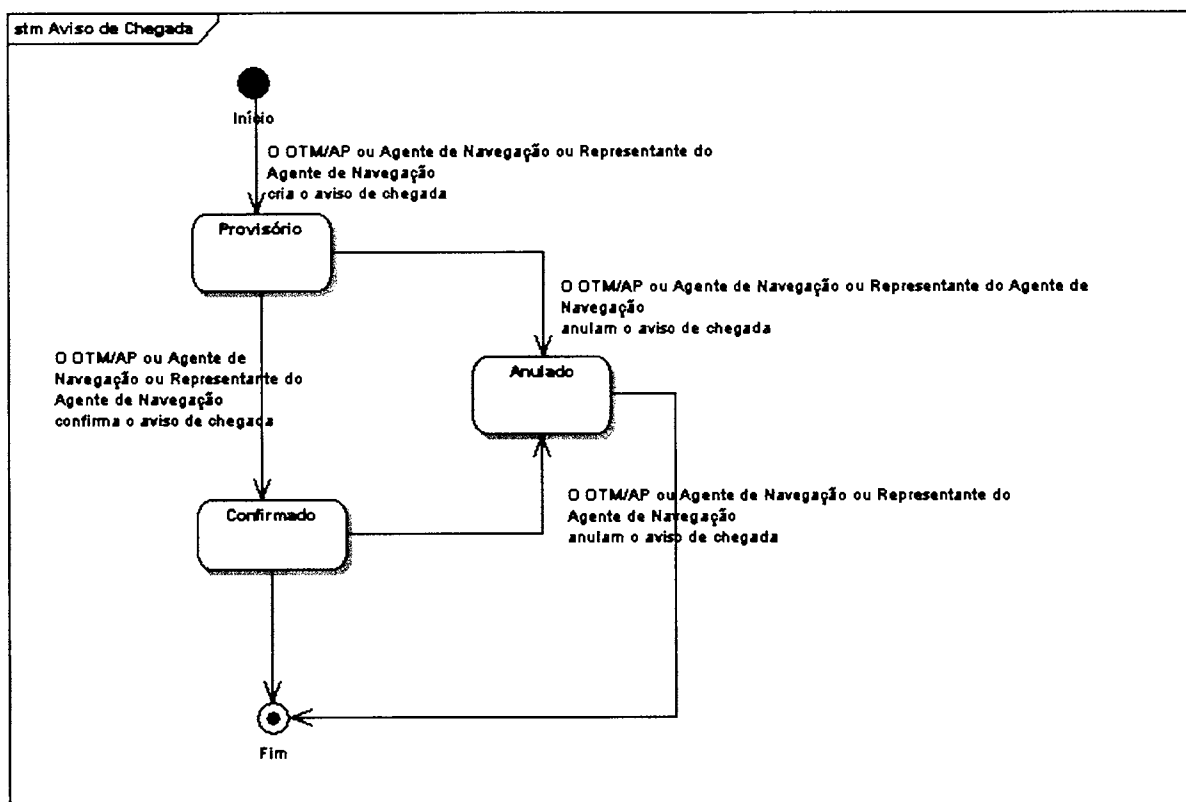 stm Aviso de Chegada
Início
O OTM/AP ou Agente de Navegação ou Representante do
Agente de Navegação
cria o aviso de chegada
Provisório
O OTM/AP ou Agente de Navegação ou Representante do Agente de
Navegação
anulam o aviso de chegada
O OTM/AP ou Agente de
Navegação ou Representante do
Agente de Navegação
confirma o aviso de chegada
Anulado
O OTM/AP ou Agente de Navegação ou Representante do
Agente de Navegação
anulam o aviso de chegada
Confirmado
Fim